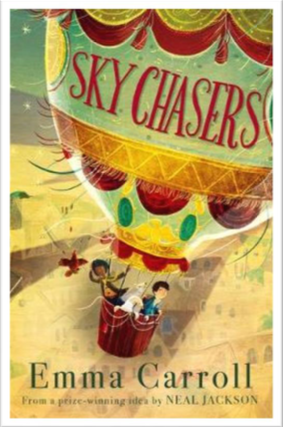 SKY CHASERS
Emma Carroll
From a prize-winning idea by NEAL JACKSON